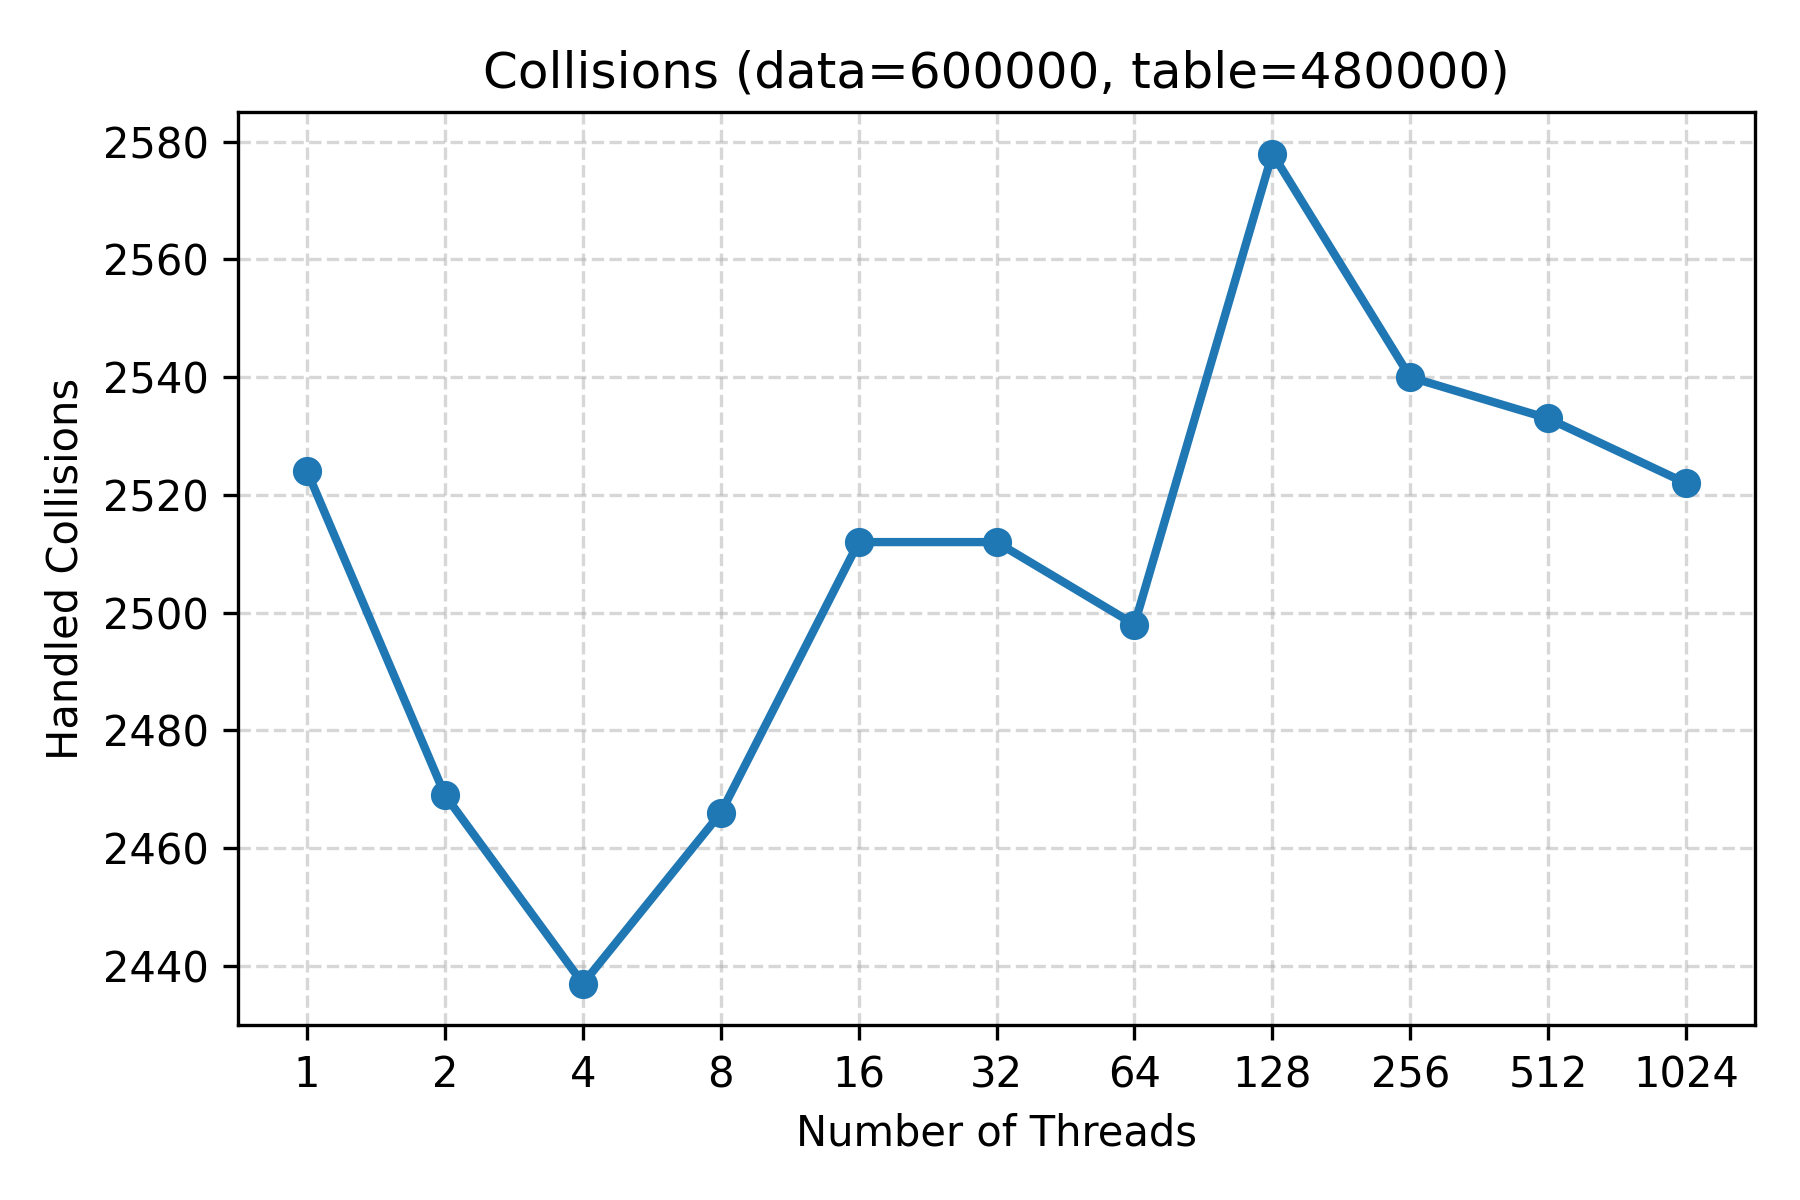 Collisions (data=600000, table=480000)
2580
2560
2540
2520
2500
2480
2460
2440
Handled Collisions
1 2 4 8 16 32 64 128 256 512 1024
Number of Threads